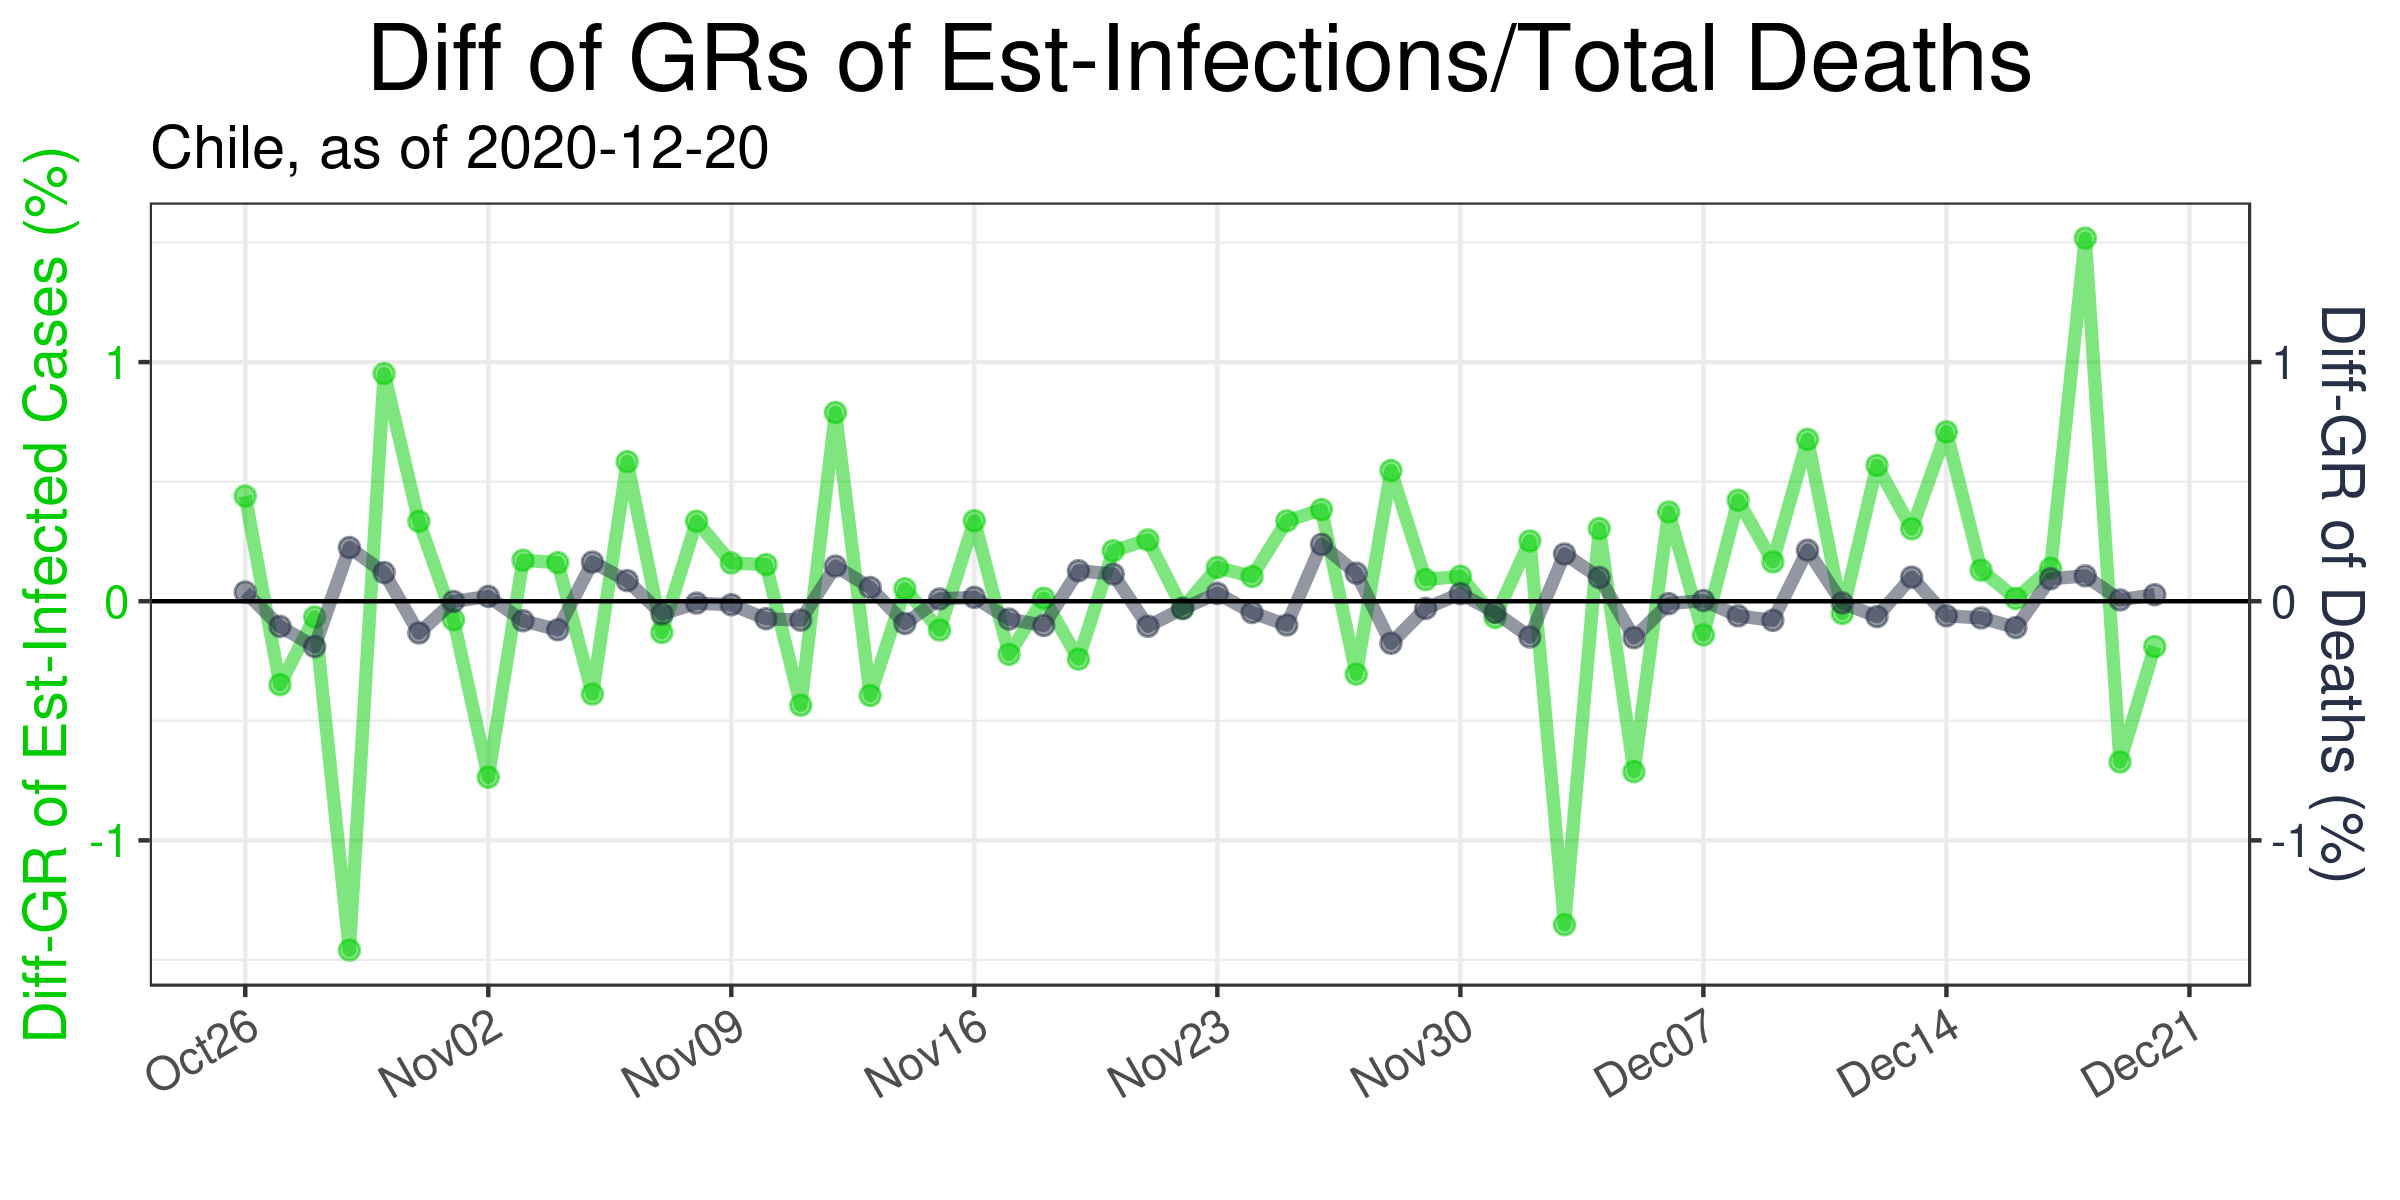 Diff of GRs of Est-Infections/Total Deaths
Chile, as of 2020-12-20
Diff-GR of Est-Infected Cases (%)
1
0
-1
1
0
-1
Diff-GR of Deaths (%)
Oct26
Nov02
Nov09
Nov16
Nov23
Nov30
Dec07
Dec14
Dec21